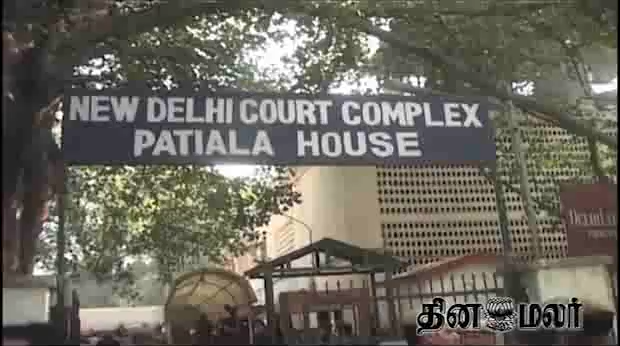 NEW DELHI COURT COMPLEX
PATIALA HOUSE
தினமலர்